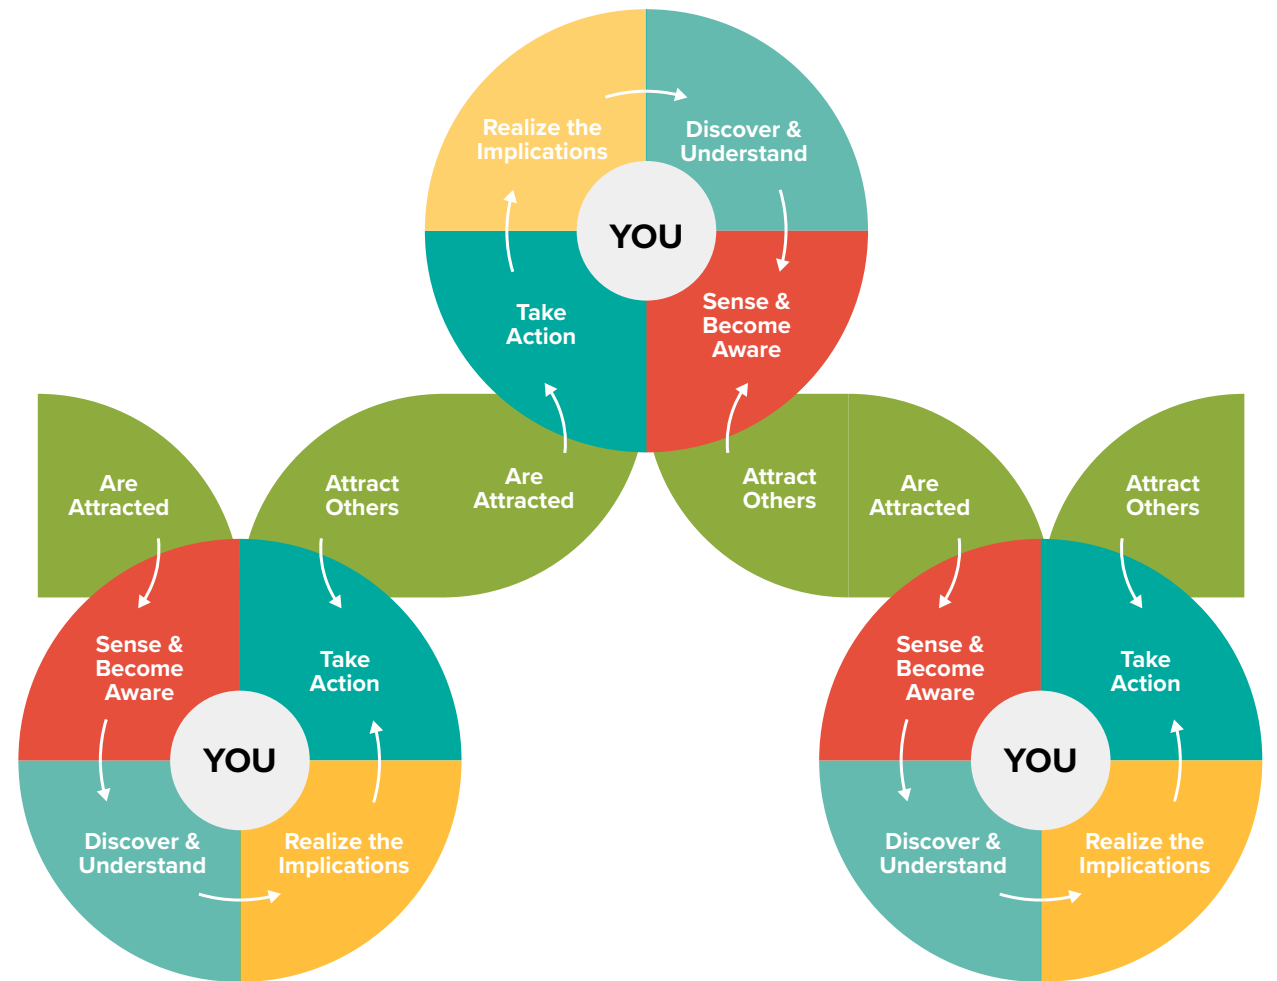 Realize the
Implications
Discover &
Understand
YOU
Take
Action
Sense &
Become
Aware
Are
Attracted
Attract
Others
Are
Attracted
Attract
Others
Are
Attracted
Attract
Others
Sense &
Become
Aware
Take
Action
YOU
Discover &
Understand
Realize the
Implications
Sense &
Become
Aware
Take
Action
YOU
Discover &
Understand
Realize the
Implications